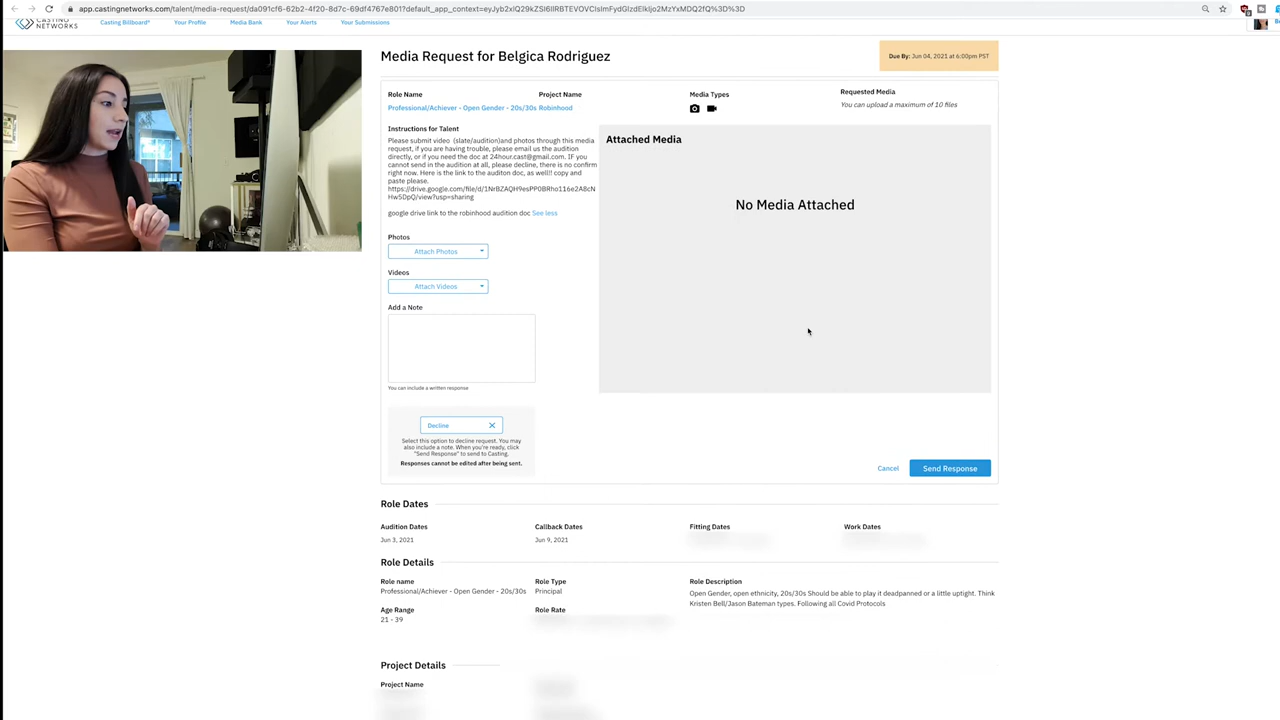 app.castingnetworks.com/talent/media-request/da091cf6-62b2-4f20-8d7c-69df4767e801?default_app_context=eyJyb2xlQ29kZSI6IlRBTEVOVCIsImFydGlzdElkIjo2MzYxMDQ2fQ%3D%3D
CASTING
NETWORKS
Casting Billboard®
Your Profile
Media Bank
Your Alerts
Your Submissions
Media Request for Belgica Rodriguez
Due By: Jun 04, 2021 at 6:00pm PST
Role Name
Project Name
Media Types
Requested Media
Professional/Achiever - Open Gender - 20s/30s
Robinhood
You can upload a maximum of 10 files
Instructions for Talent
Please submit video (slate/audition)and photos through this media
request, if you are having trouble, please email us the audition
directly, or if you need the doc at 24hour.cast@gmail.com. IF you
cannot send in the audition at all, please decline, there is no confirm
right now. Here is the link to the auditon doc, as well!! copy and
paste please.
https://drive.google.com/file/d/1NrBZAQH9esPP0BRho116e2A8cN
Hw5DpQ/view?usp=sharing
google drive link to the robinhood audition doc See less
Attached Media
No Media Attached
Photos
Attach Photos
Videos
Attach Videos
Add a Note
You can include a written response
Decline
Select this option to decline request. You may
also include a note. When you're ready, click
"Send Response" to send to Casting.
Responses cannot be edited after being sent.
Cancel
Send Response
Role Dates
Audition Dates
Callback Dates
Fitting Dates
Work Dates
Jun 3, 2021
Jun 9, 2021
Role Details
Role name
Role Type
Role Description
Professional/Achiever - Open Gender - 20s/30s
Principal
Open Gender, open ethnicity, 20s/30s Should be able to play it deadpanned or a little uptight. Think
Kristen Bell/Jason Bateman types. Following all Covid Protocols
Age Range
Role Rate
21 - 39
Project Details
Project Name